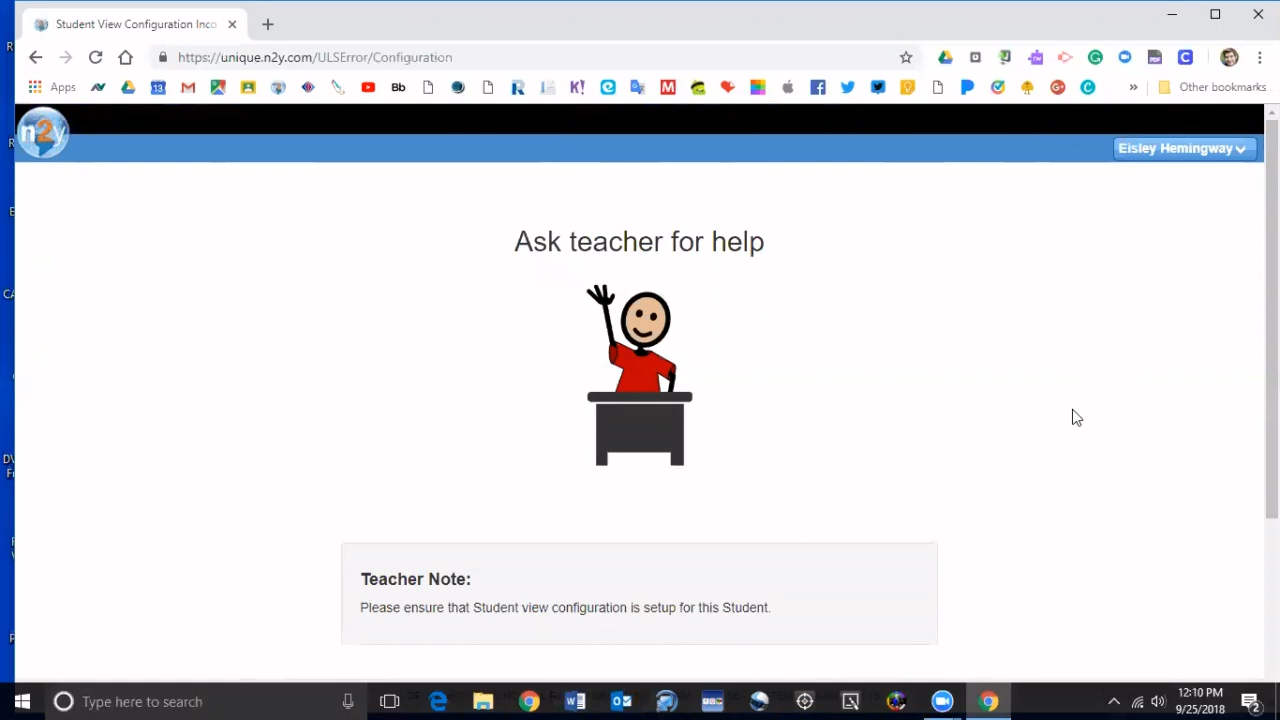 Student View Configuration Inco
https://unique.n2y.com/ULSError/Configuration
Apps
Bb
Other bookmarks
n2y
Eisley Hemingway
Ask teacher for help
Teacher Note:
Please ensure that Student view configuration is setup for this Student.
Type here to search
12:10 PM
9/25/2018